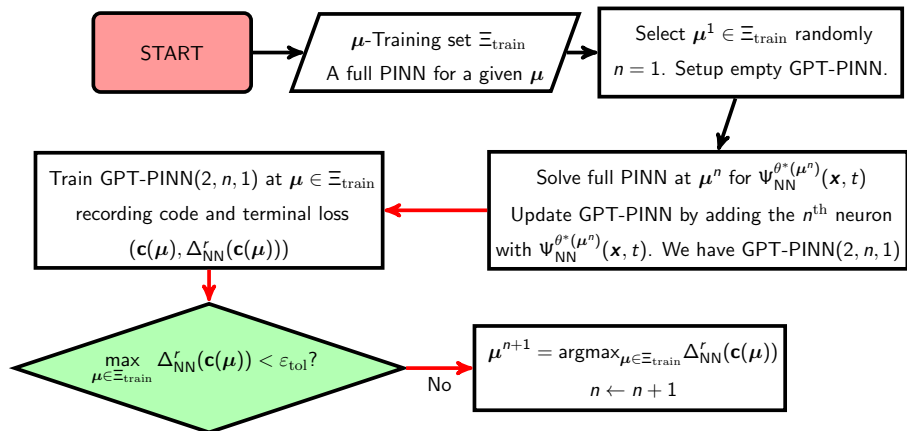 START
μ-Training set Ξ_train
A full PINN for a given μ
Select μ^1 ∈ Ξ_train randomly
n = 1. Setup empty GPT-PINN.
Solve full PINN at μ^n for Ψ_NN^{θ*(μ^n)}(x, t)
Update GPT-PINN by adding the n^th neuron
with Ψ_NN^{θ*(μ^n)}(x, t). We have GPT-PINN(2, n, 1)
Train GPT-PINN(2, n, 1) at μ ∈ Ξ_train
recording code and terminal loss
(c(μ), Δ_NN^r(c(μ)))
max_{μ∈Ξ_train} Δ_NN^r(c(μ)) < ε_tol?
No
μ^{n+1} = argmax_{μ∈Ξ_train} Δ_NN^r(c(μ))
n ← n + 1